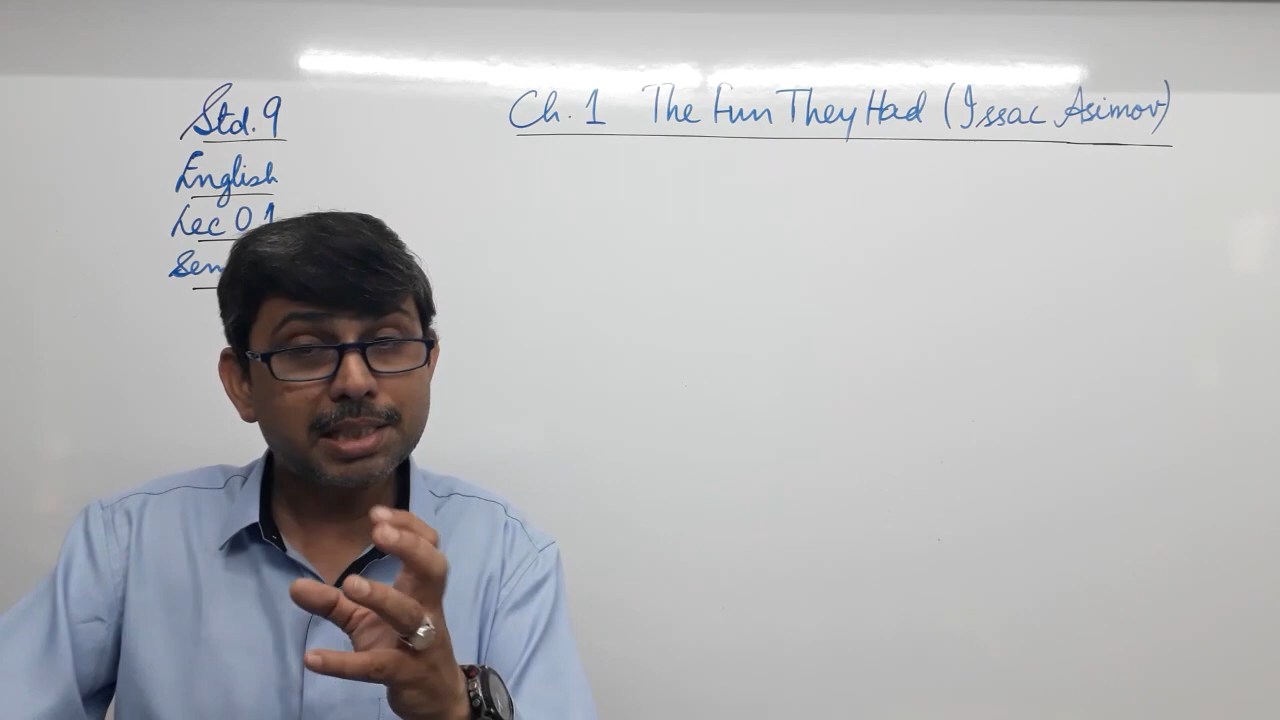 Std. 9
Ch. 1 The Fun They Had (Issac Asimov)
English
Lec 01